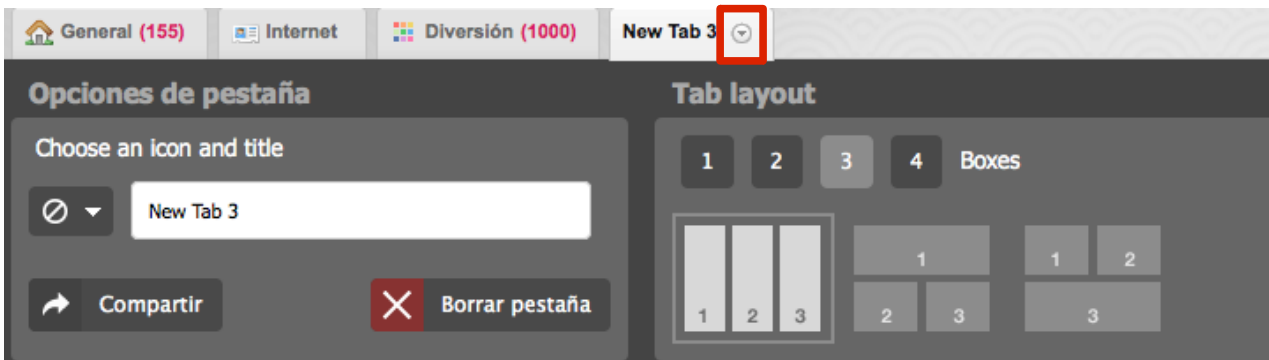 General (155) Internet Diversión (1000) New Tab 3
Opciones de pestaña Tab layout
Choose an icon and title
1 2 3 4 Boxes
New Tab 3
1 1 2
Compartir Borrar pestaña
1 2 3 2 3 3